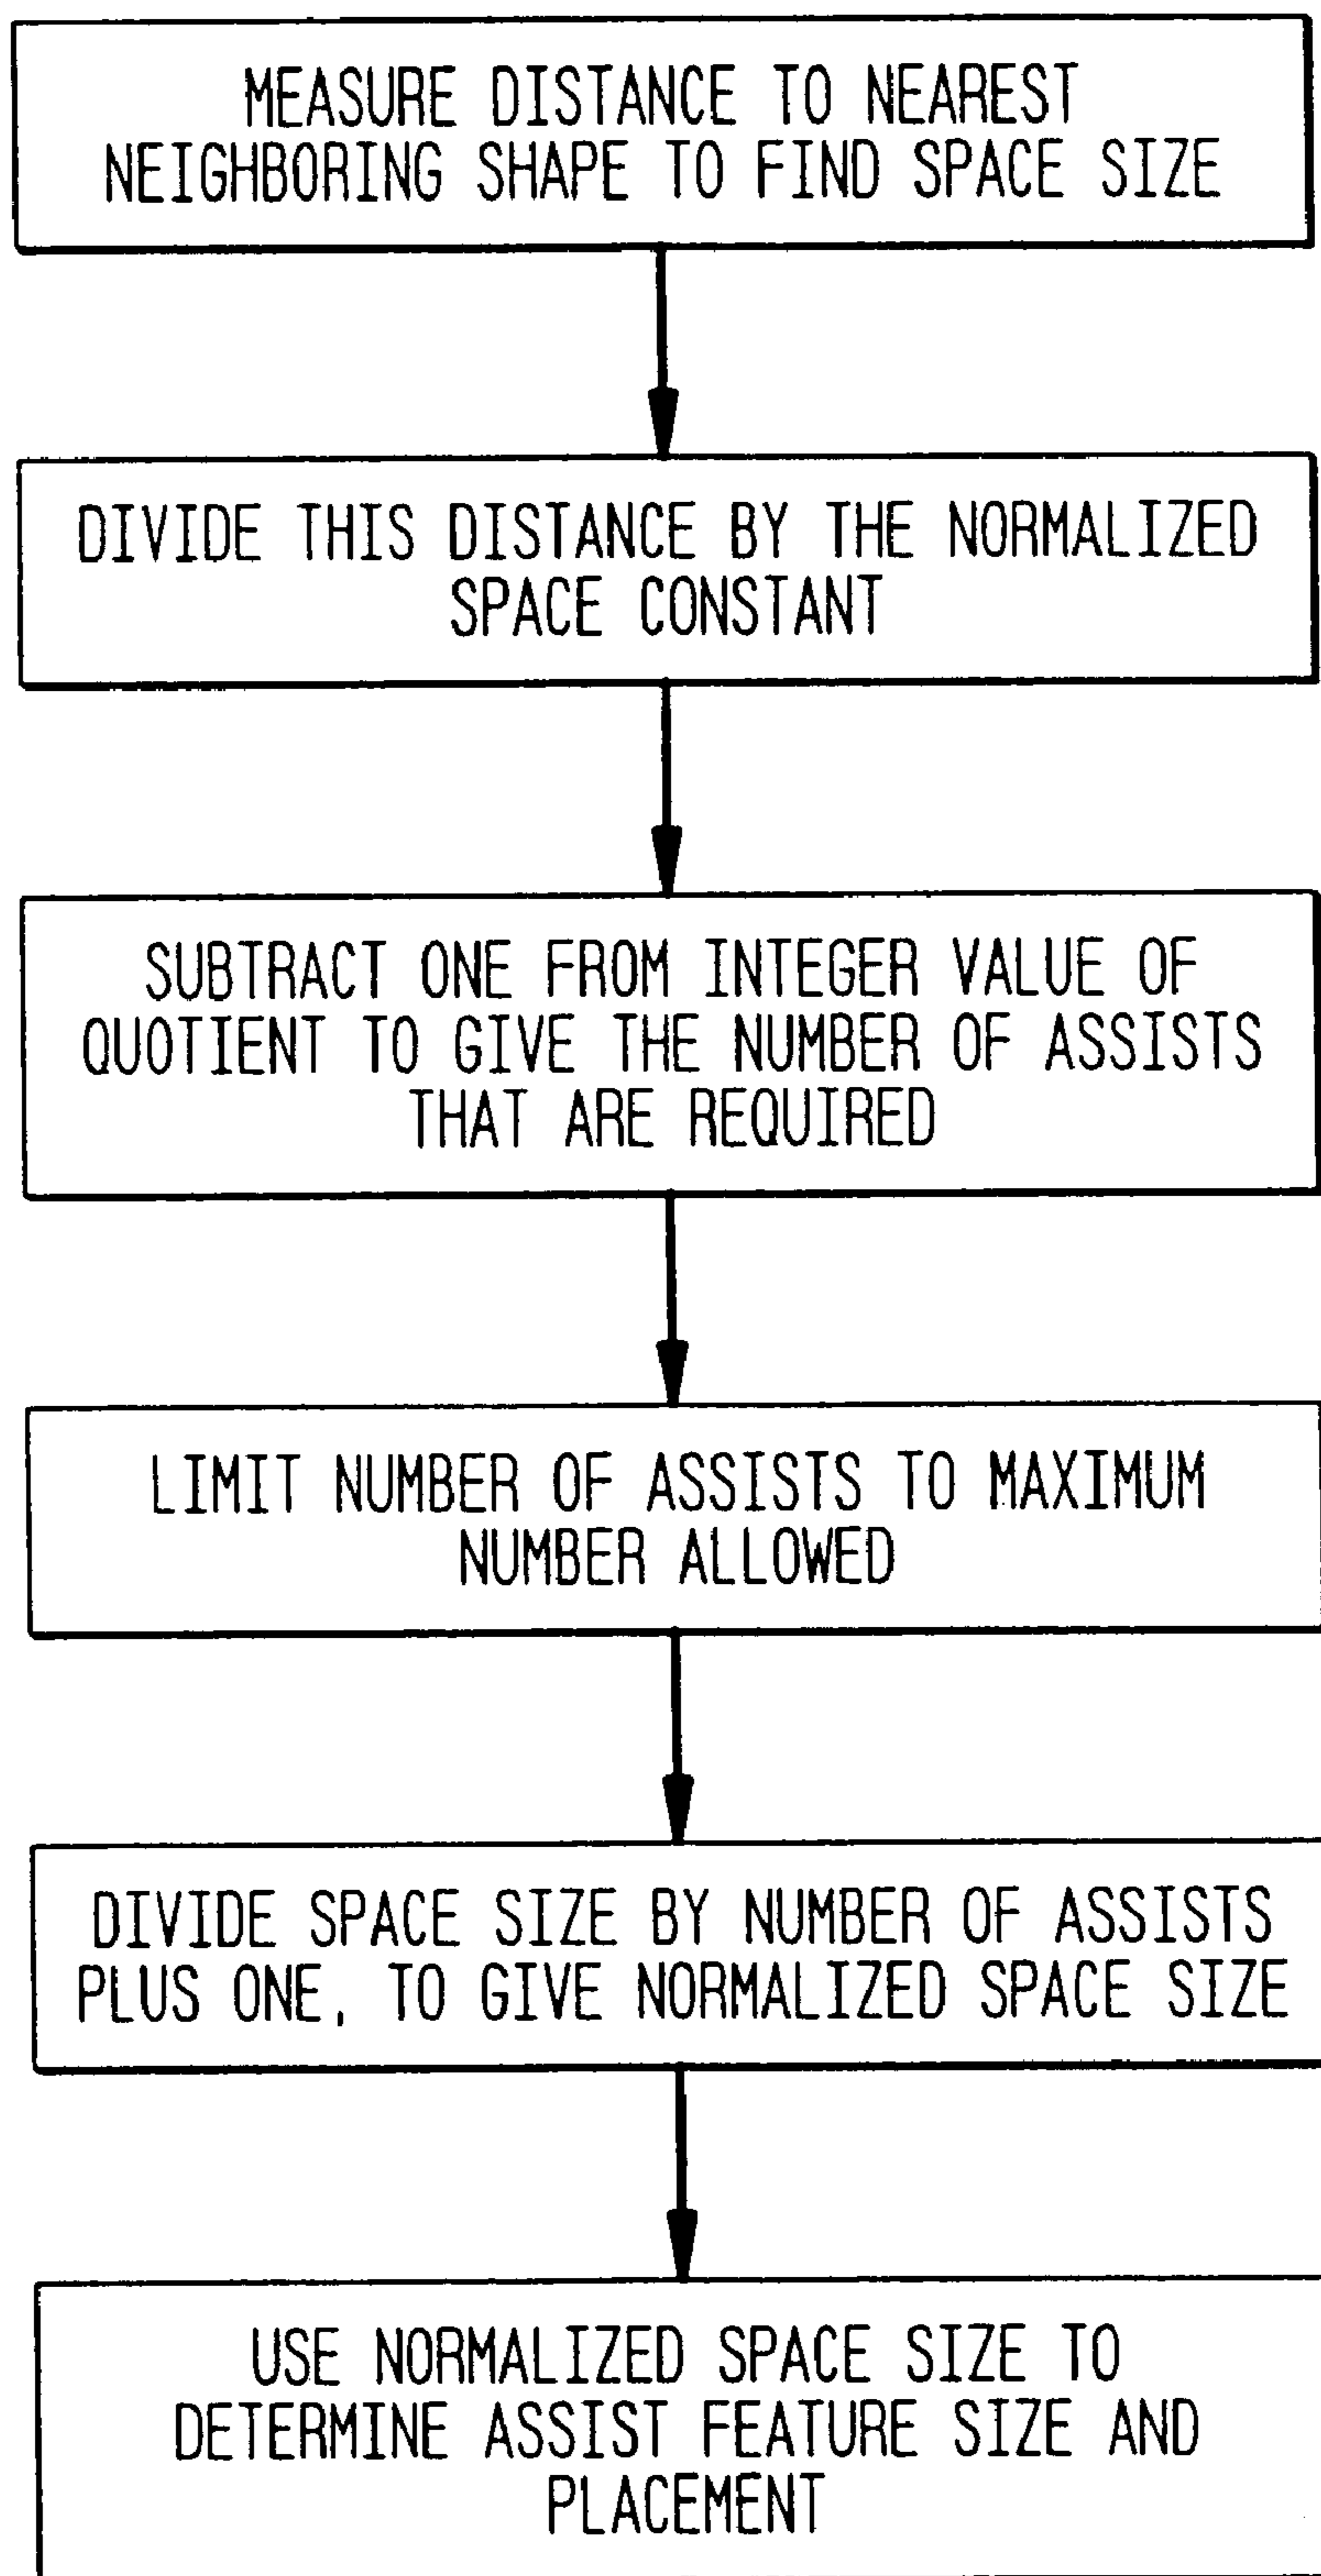 MEASURE DISTANCE TO NEAREST
NEIGHBORING SHAPE TO FIND SPACE SIZE
DIVIDE THIS DISTANCE BY THE NORMALIZED
SPACE CONSTANT
SUBTRACT ONE FROM INTEGER VALUE OF
QUOTIENT TO GIVE THE NUMBER OF ASSISTS
THAT ARE REQUIRED
LIMIT NUMBER OF ASSISTS TO MAXIMUM
NUMBER ALLOWED
DIVIDE SPACE SIZE BY NUMBER OF ASSISTS
PLUS ONE, TO GIVE NORMALIZED SPACE SIZE
USE NORMALIZED SPACE SIZE TO
DETERMINE ASSIST FEATURE SIZE AND
PLACEMENT